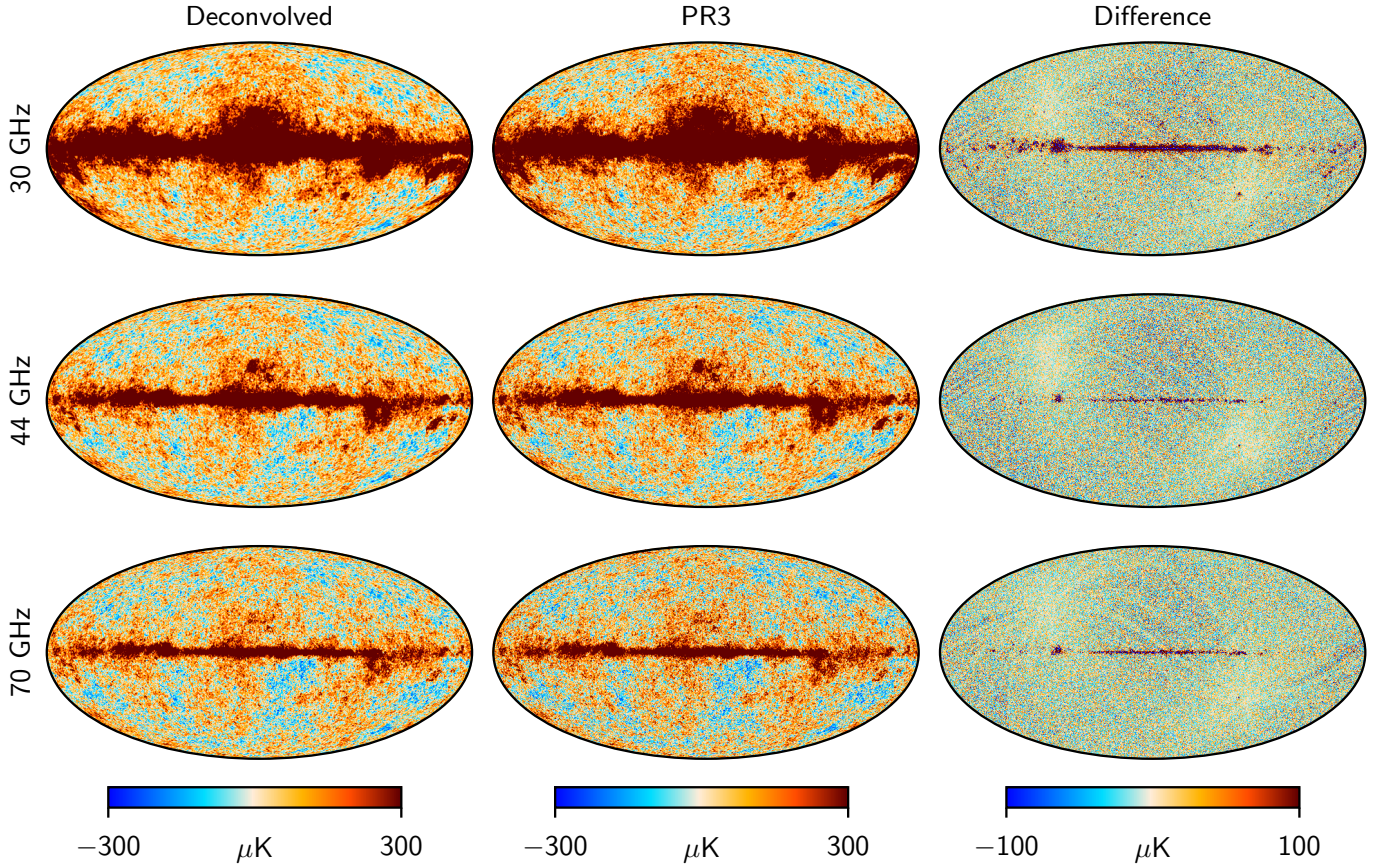 Deconvolved PR3 Difference
30 GHz
44 GHz
70 GHz
−300 μK 300 −300 μK 300 −100 μK 100